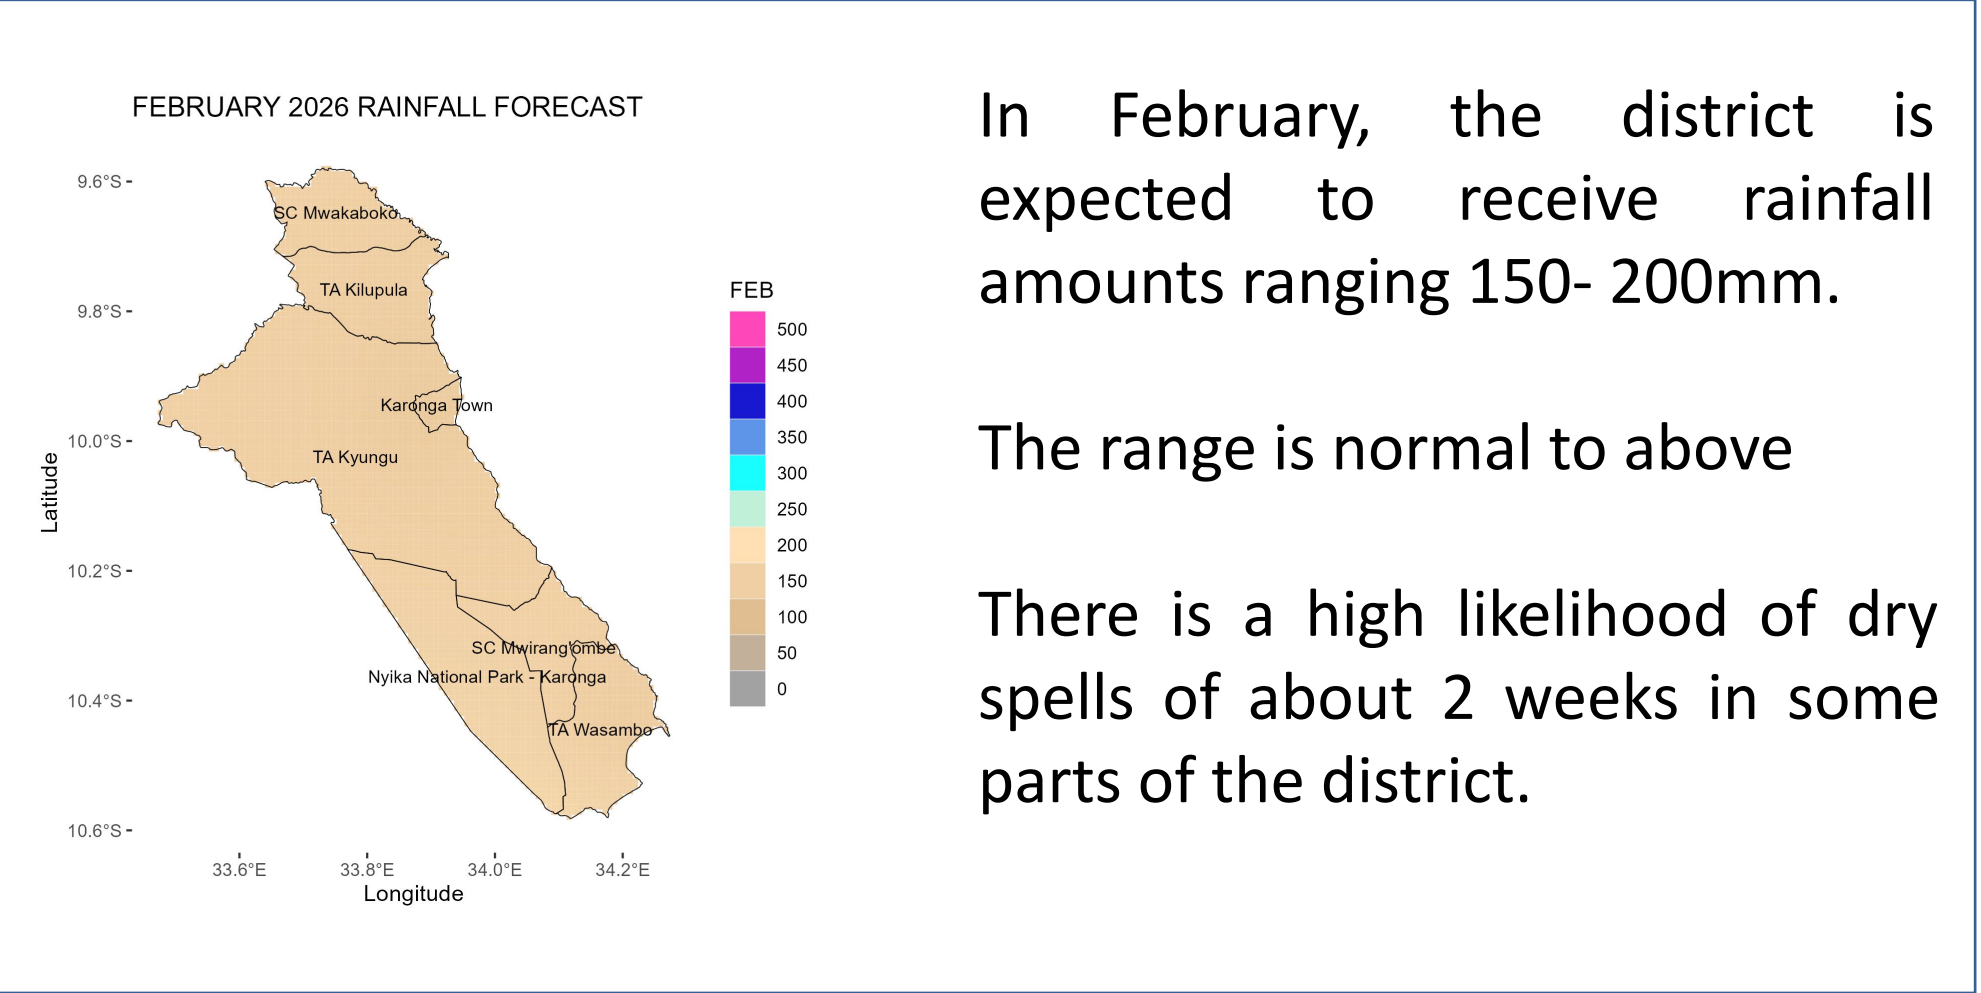 FEBRUARY 2026 RAINFALL FORECAST
9.6°S
9.8°S
10.0°S
10.2°S
10.4°S
10.6°S
Latitude
33.6°E
33.8°E
34.0°E
34.2°E
Longitude
SC Mwakaboko
TA Kilupula
Karonga Town
TA Kyungu
SC Mwirang'ombe
Nyika National Park - Karonga
TA Wasambo
FEB
500
450
400
350
300
250
200
150
100
50
0
In February, the district is
expected to receive rainfall
amounts ranging 150- 200mm.
The range is normal to above
There is a high likelihood of dry
spells of about 2 weeks in some
parts of the district.